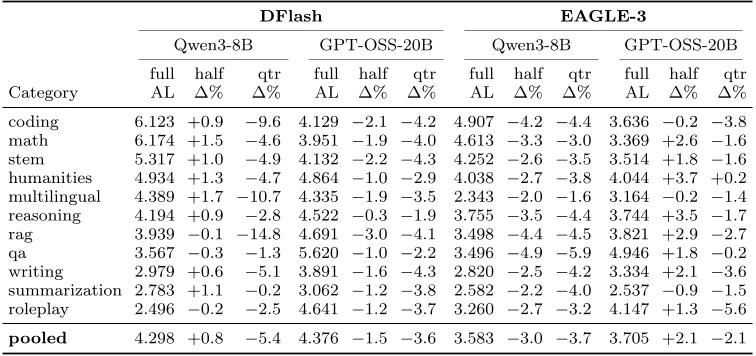 DFlash EAGLE-3
Qwen3-8B GPT-OSS-20B Qwen3-8B GPT-OSS-20B
full half qtr full half qtr full half qtr full half qtr
Category AL Δ% Δ% AL Δ% Δ% AL Δ% Δ% AL Δ% Δ%
coding 6.123 +0.9 −9.6 4.129 −2.1 −4.2 4.907 −4.2 −4.4 3.636 −0.2 −3.8
math 6.174 +1.5 −4.6 3.951 −1.9 −4.0 4.613 −3.3 −3.0 3.369 +2.6 −1.6
stem 5.317 +1.0 −4.9 4.132 −2.2 −4.3 4.252 −2.6 −3.5 3.514 +1.8 −1.6
humanities 4.934 +1.3 −4.7 4.864 −1.0 −2.9 4.038 −2.7 −3.8 4.044 +3.7 +0.2
multilingual 4.389 +1.7 −10.7 4.335 −1.9 −3.5 2.343 −2.0 −1.6 3.164 −0.2 −1.4
reasoning 4.194 +0.9 −2.8 4.522 −0.3 −1.9 3.755 −3.5 −4.4 3.744 +3.5 −1.7
rag 3.939 −0.1 −14.8 4.691 −3.0 −4.1 3.498 −4.4 −4.5 3.821 +2.9 −2.7
qa 3.567 −0.3 −1.3 5.620 −1.0 −2.2 3.496 −4.9 −5.9 4.946 +1.8 −0.2
writing 2.979 +0.6 −5.1 3.891 −1.6 −4.3 2.820 −2.5 −4.2 3.334 +2.1 −3.6
summarization 2.783 +1.1 −0.2 3.062 −1.2 −3.8 2.582 −2.2 −4.0 2.537 −0.9 −1.5
roleplay 2.496 −0.2 −2.5 4.641 −1.2 −3.7 3.260 −2.7 −3.2 4.147 +1.3 −5.6
pooled 4.298 +0.8 −5.4 4.376 −1.5 −3.6 3.583 −3.0 −3.7 3.705 +2.1 −2.1